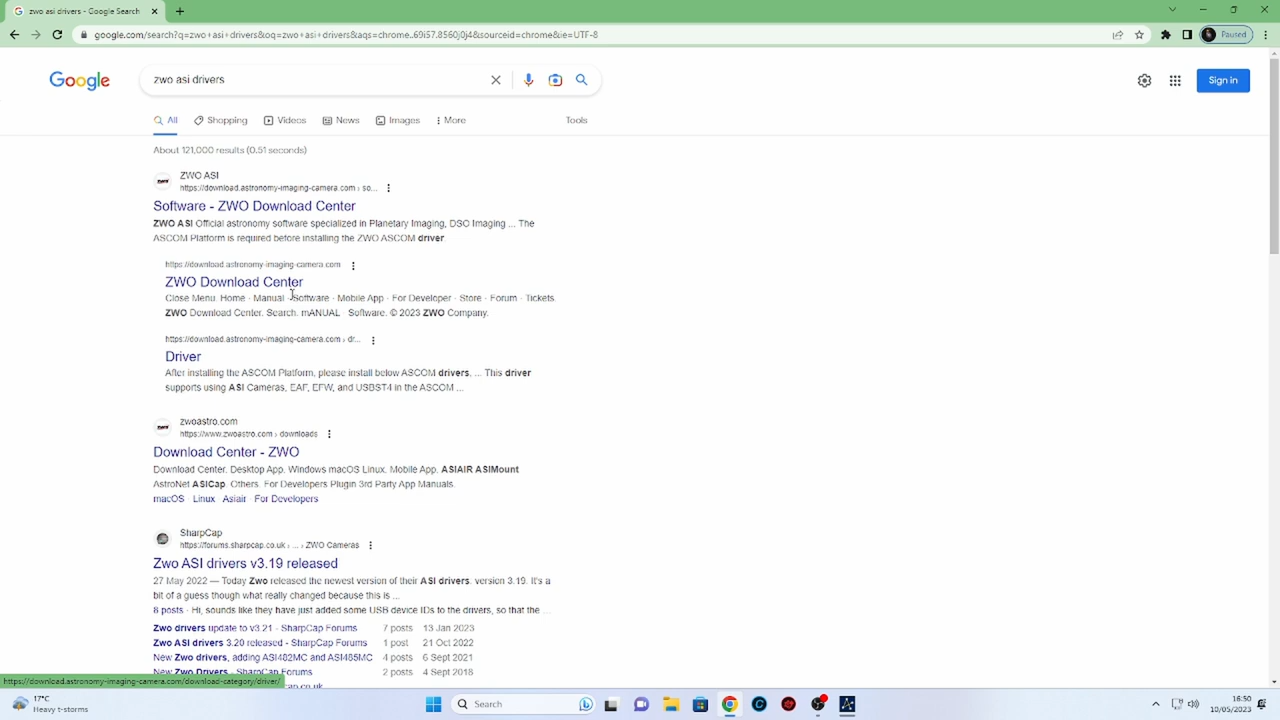 zwo asi drivers - Google Search
google.com/search?q=zwo+asi+drivers&oq=zwo+asi+drivers&aqs=chrome..69i57.8560j0j4&sourceid=chrome&ie=UTF-8
Paused
Google
zwo asi drivers
Sign in
All
Shopping
Videos
News
Images
More
Tools
About 121,000 results (0.51 seconds)
ZWO ASI
https://download.astronomy-imaging-camera.com › so...
Software - ZWO Download Center
ZWO ASI Official astronomy software specialized in Planetary Imaging, DSO Imaging ... The
ASCOM Platform is required before installing the ZWO ASCOM driver
https://download.astronomy-imaging-camera.com
ZWO Download Center
Close Menu. Home · Manual · Software · Mobile App · For Developer · Store · Forum · Tickets.
ZWO Download Center. Search. mANUAL · Software. © 2023 ZWO Company.
https://download.astronomy-imaging-camera.com › dr...
Driver
After installing the ASCOM Platform, please install below ASCOM drivers, ... This driver
supports using ASI Cameras, EAF, EFW, and USBST4 in the ASCOM ...
zwoastro.com
https://www.zwoastro.com › downloads
Download Center - ZWO
Download Center. Desktop App. Windows macOS Linux. Mobile App. ASIAIR ASIMount
AstroNet ASICap. Others. For Developers Plugin 3rd Party App Manuals.
macOS · Linux · Asiair · For Developers
SharpCap
https://forums.sharpcap.co.uk › ... › ZWO Cameras
Zwo ASI drivers v3.19 released
27 May 2022 — Today Zwo released the newest version of their ASI drivers. version 3.19. It's a
bit of a guess though what really changed because this is ...
8 posts · Hi, sounds like they have just added some USB device IDs to the drivers, so that the ...
Zwo drivers update to v3.21 - SharpCap Forums 7 posts 13 Jan 2023
Zwo ASI drivers 3.20 released - SharpCap Forums 1 post 21 Oct 2022
New Zwo drivers, adding ASI482MC and ASI485MC 4 posts 6 Sept 2021
New Zwo Drivers - SharpCap Forums 2 posts 4 Sept 2018
cap.co.uk
https://download.astronomy-imaging-camera.com/download-category/driver/
17°C
Heavy t-storms
Search
16:50
10/05/2023